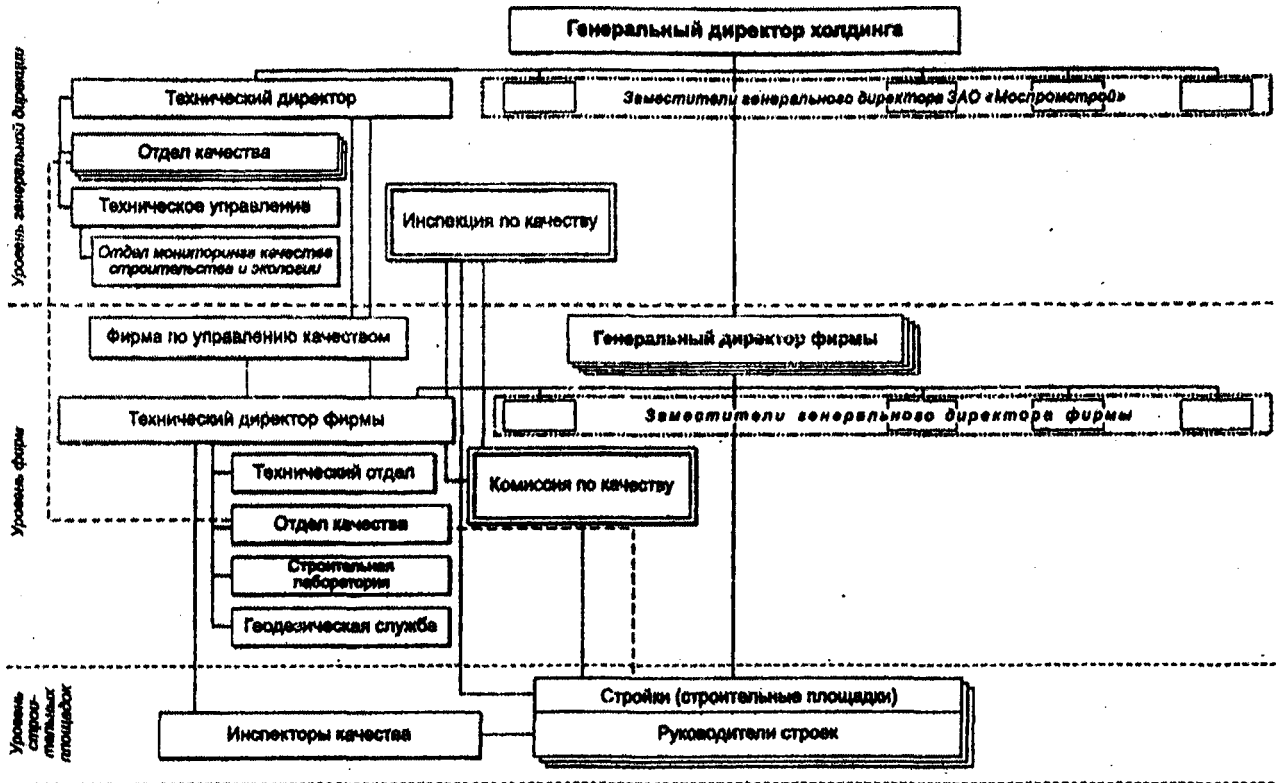 Генеральный директор холдинга
Уровень генеральной дирекции
Технический директор
Заместители генерального директора ЗАО «Моспромстрой»
Отдел качества
Техническое управление
Отдел мониторинга качества
строительства и экологии
Инспекция по качеству
Уровень фирм
Фирма по управлению качеством
Генеральный директор фирмы
Технический директор фирмы
Заместители генерального директора фирмы
Технический отдел
Комиссия по качеству
Отдел качества
Строительная
лаборатория
Геодезическая служба
Уровень
строи-
тельных
площадок
Стройки (строительные площадки)
Инспекторы качества
Руководители строек